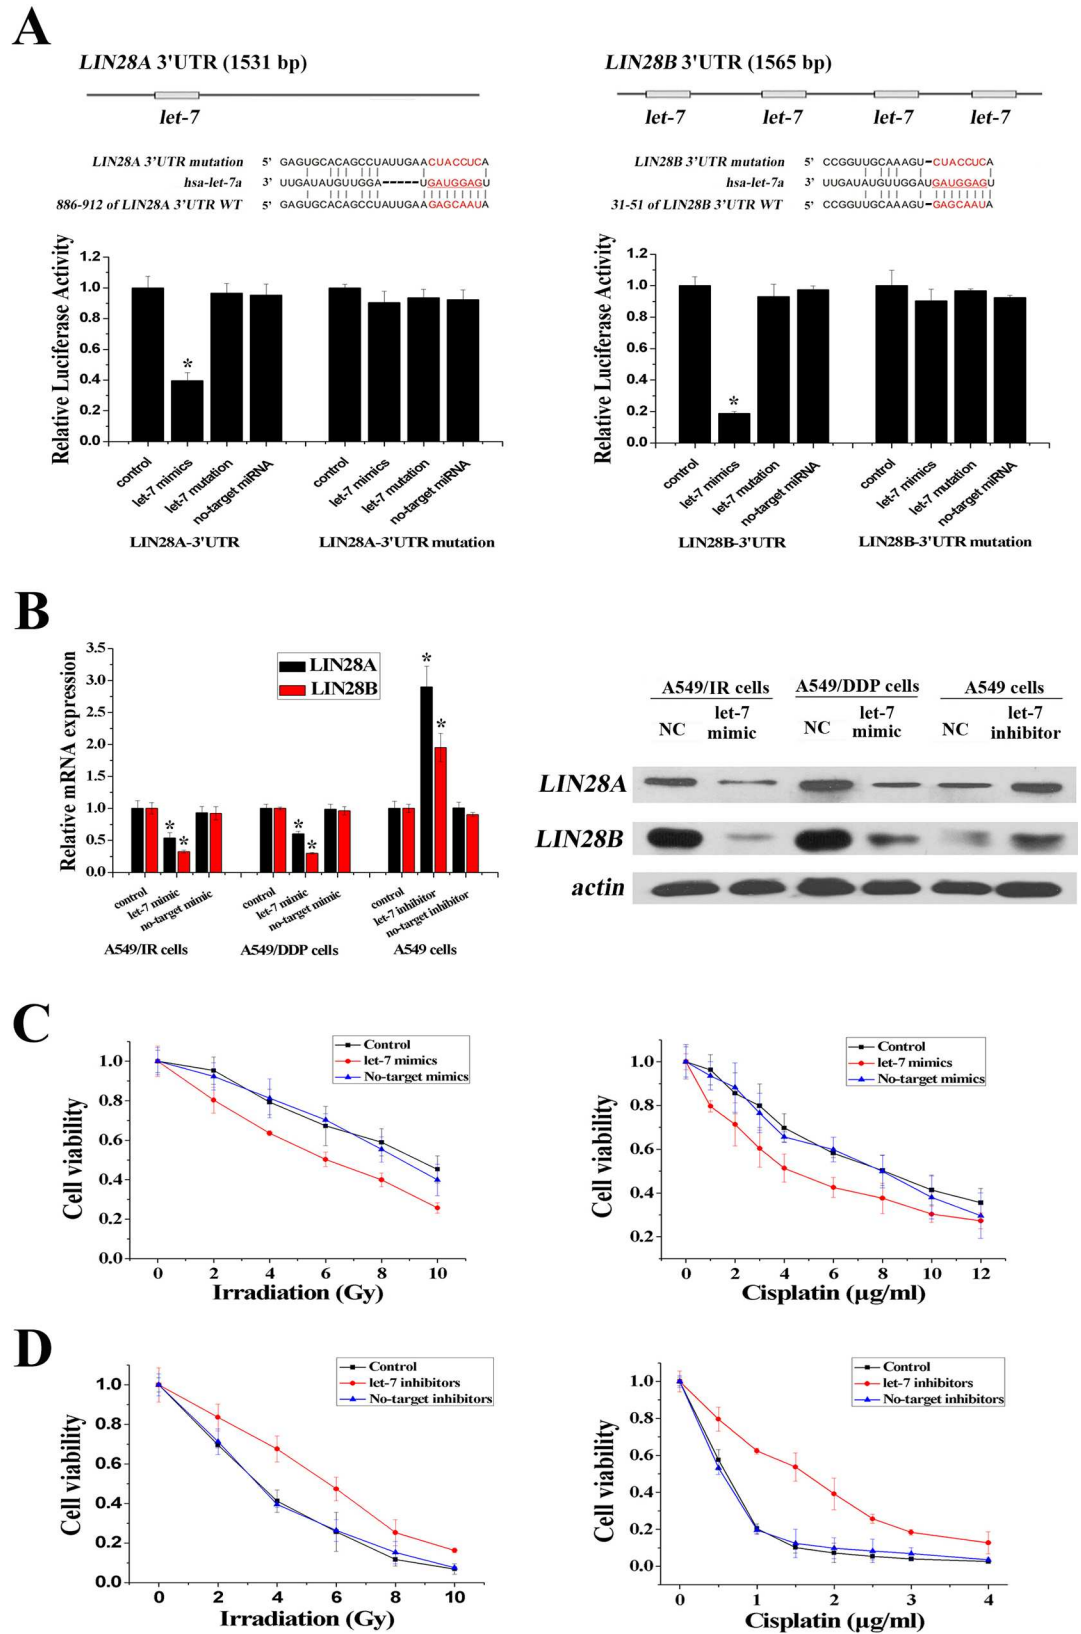 A
LIN28A 3'UTR (1531 bp)
let-7
LIN28A 3'UTR mutation 5' GAGUGCACAGCCUAUUGAACUACCUCA
hsa-let-7a 3' UUGAUAUGUUGGA-----UGAUGGAGU
886-912 of LIN28A 3'UTR WT 5' GAGUGCACAGCCUAUUGAAGAGCAAUA
LIN28B 3'UTR (1565 bp)
let-7 let-7 let-7 let-7
LIN28B 3'UTR mutation 5' CCGGUUGCAAAGU-CUACCUCA
hsa-let-7a 3' UUGAUAUGUUGGAUGAUGGAGU
31-51 of LIN28B 3'UTR WT 5' CCGGUUGCAAAGU-GAGCAAUA
Relative Luciferase Activity
1.2
1.0
0.8
0.6
0.4
0.2
0.0
*
control let-7 mimics let-7 mutation no-target miRNA control let-7 mimics let-7 mutation no-target miRNA
LIN28A-3'UTR LIN28A-3'UTR mutation
Relative Luciferase Activity
1.2
1.0
0.8
0.6
0.4
0.2
0.0
*
control let-7 mimics let-7 mutation no-target miRNA control let-7 mimics let-7 mutation no-target miRNA
LIN28B-3'UTR LIN28B-3'UTR mutation
B
Relative mRNA expression
3.5
3.0
2.5
2.0
1.5
1.0
0.5
0.0
LIN28A
LIN28B
* * * * * *
control let-7 mimic no-target mimic control let-7 mimic no-target mimic control let-7 inhibitor no-target inhibitor
A549/IR cells A549/DDP cells A549 cells
A549/IR cells A549/DDP cells A549 cells
NC let-7 mimic NC let-7 mimic NC let-7 inhibitor
LIN28A
LIN28B
actin
C
Cell viability
1.0
0.8
0.6
0.4
0.2
0.0
Control
let-7 mimics
No-target mimics
0 2 4 6 8 10
Irradiation (Gy)
Cell viability
1.0
0.8
0.6
0.4
0.2
Control
let-7 mimics
No-target mimics
0 2 4 6 8 10 12
Cisplatin (µg/ml)
D
Cell viability
1.0
0.8
0.6
0.4
0.2
0.0
Control
let-7 inhibitors
No-target inhibitors
0 2 4 6 8 10
Irradiation (Gy)
Cell viability
1.0
0.8
0.6
0.4
0.2
0.0
Control
let-7 inhibitors
No-target inhibitors
0 1 2 3 4
Cisplatin (µg/ml)